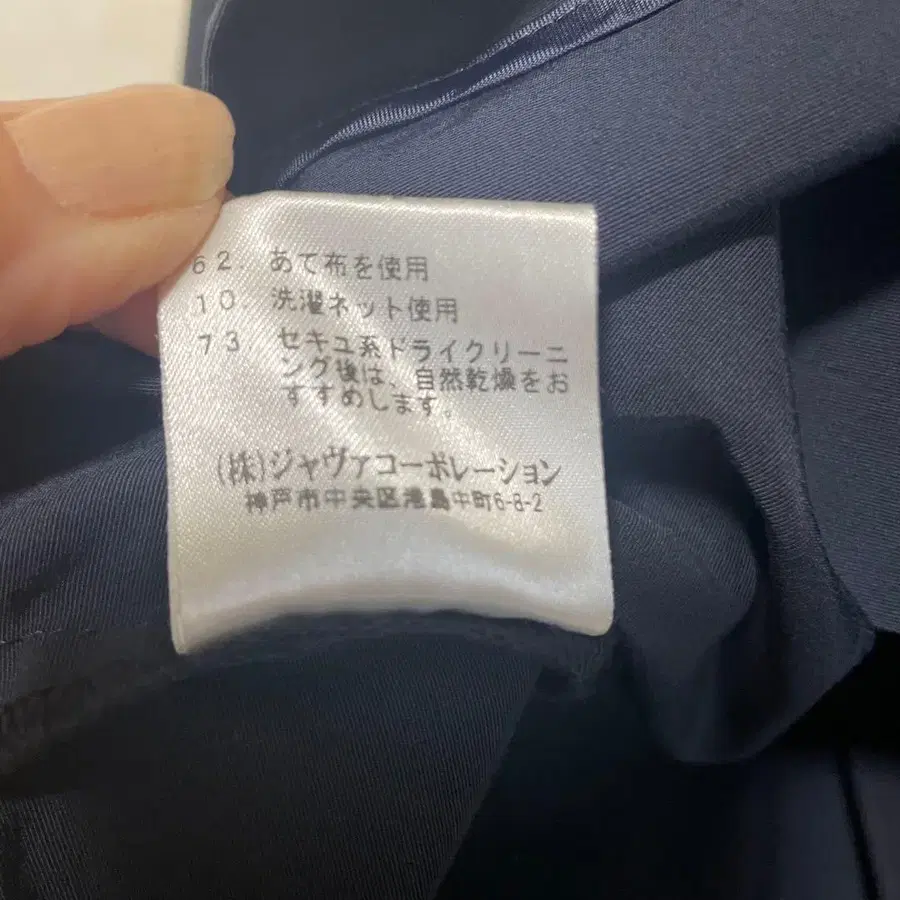 62. あて布を使用
10. 洗濯ネット使用
73 セキユ系ドライクリーニ
ング後は、自然乾燥をお
すすめします。
(株)ジャヴァコーポレーション
神戸市中央区港島中町6-8-2